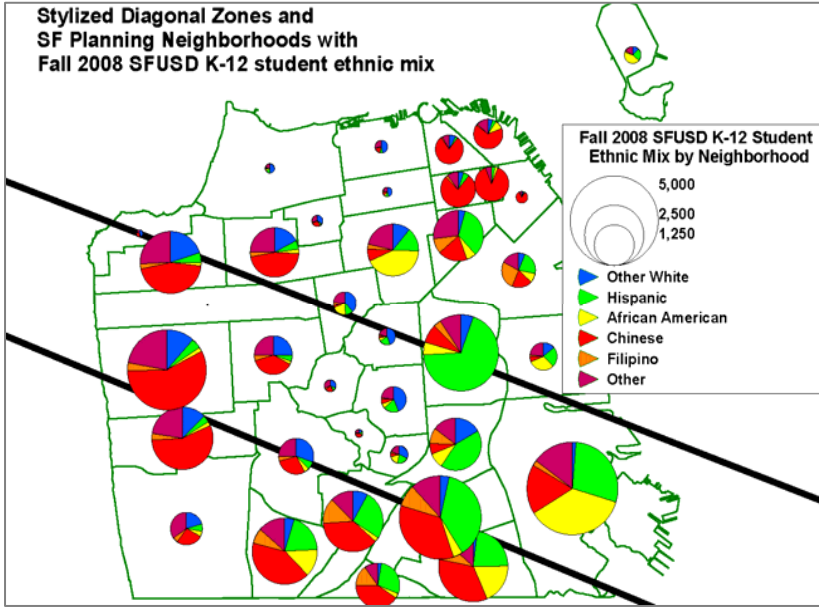 Stylized Diagonal Zones and
SF Planning Neighborhoods with
Fall 2008 SFUSD K-12 student ethnic mix
Fall 2008 SFUSD K-12 Student
Ethnic Mix by Neighborhood
5,000
2,500
1,250
Other White
Hispanic
African American
Chinese
Filipino
Other